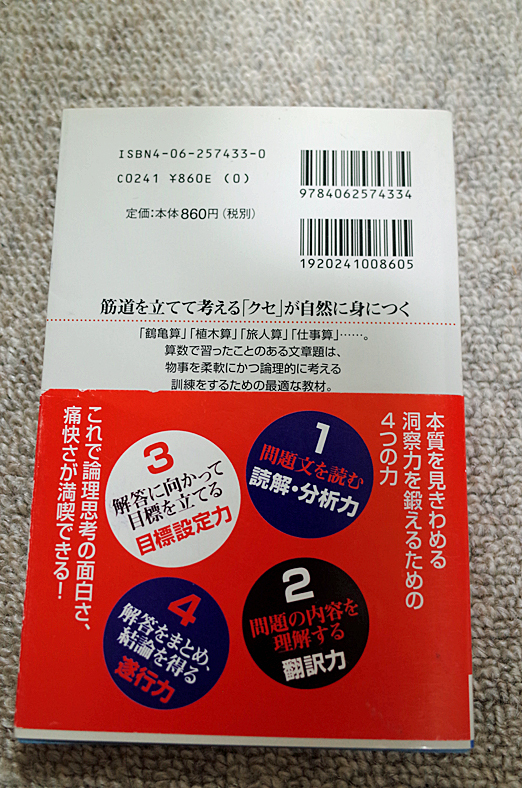 ISBN4-06-257433-0
C0241 ¥860E (0)
定価:本体860円(税別)
9784062574334
1920241008605
筋道を立てて考える「クセ」が自然に身につく
「鶴亀算」「植木算」「旅人算」「仕事算」……。
算数で習ったことのある文章題は、
物事を柔軟にかつ論理的に考える
訓練をするための最適な教材。
本質を見きわめる
洞察力を鍛えるための
4つの力
1
問題文を読む
読解・分析力
2
問題の内容を
理解する
翻訳力
3
解答に向かって
目標を立てる
目標設定力
4
解答をまとめ、
結論を得る
遂行力
これで論理思考の面白さ、
痛快さが満喫できる!